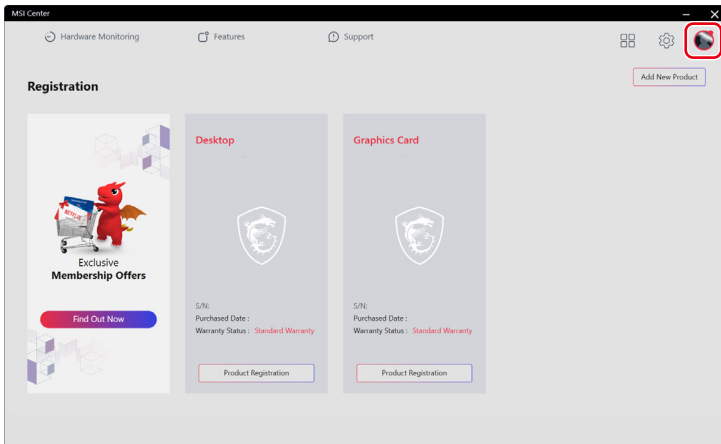 MSI Center
Hardware Monitoring
Features
Support
Registration
Add New Product
NETFLIX
Exclusive
Membership Offers
Find Out Now
Desktop
S/N:
Purchased Date :
Warranty Status : Standard Warranty
Product Registration
Graphics Card
S/N:
Purchased Date :
Warranty Status : Standard Warranty
Product Registration